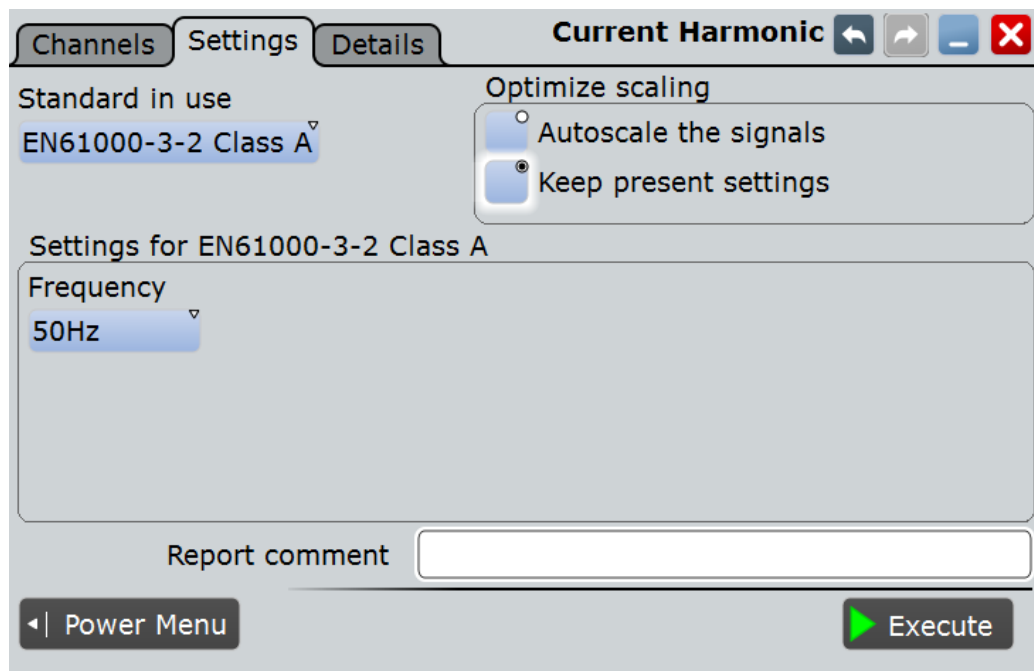 Channels Settings Details Current Harmonic
Standard in use
EN61000-3-2 Class A
Optimize scaling
Autoscale the signals
Keep present settings
Settings for EN61000-3-2 Class A
Frequency
50Hz
Report comment
Power Menu
Execute